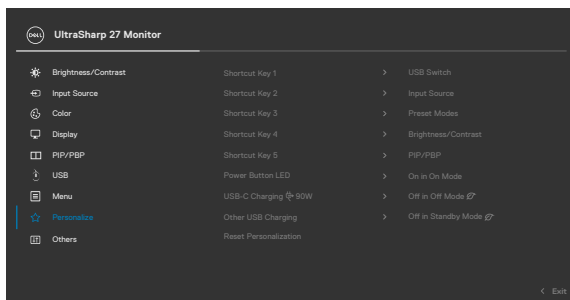 DELL UltraSharp 27 Monitor
Brightness/Contrast Shortcut Key 1 > USB Switch
Input Source Shortcut Key 2 > Input Source
Color Shortcut Key 3 > Preset Modes
Display Shortcut Key 4 > Brightness/Contrast
PIP/PBP Shortcut Key 5 > PIP/PBP
USB Power Button LED > On in On Mode
Menu USB-C Charging 90W > Off in Off Mode
Personalize Other USB Charging > Off in Standby Mode
Others Reset Personalization
< Exit